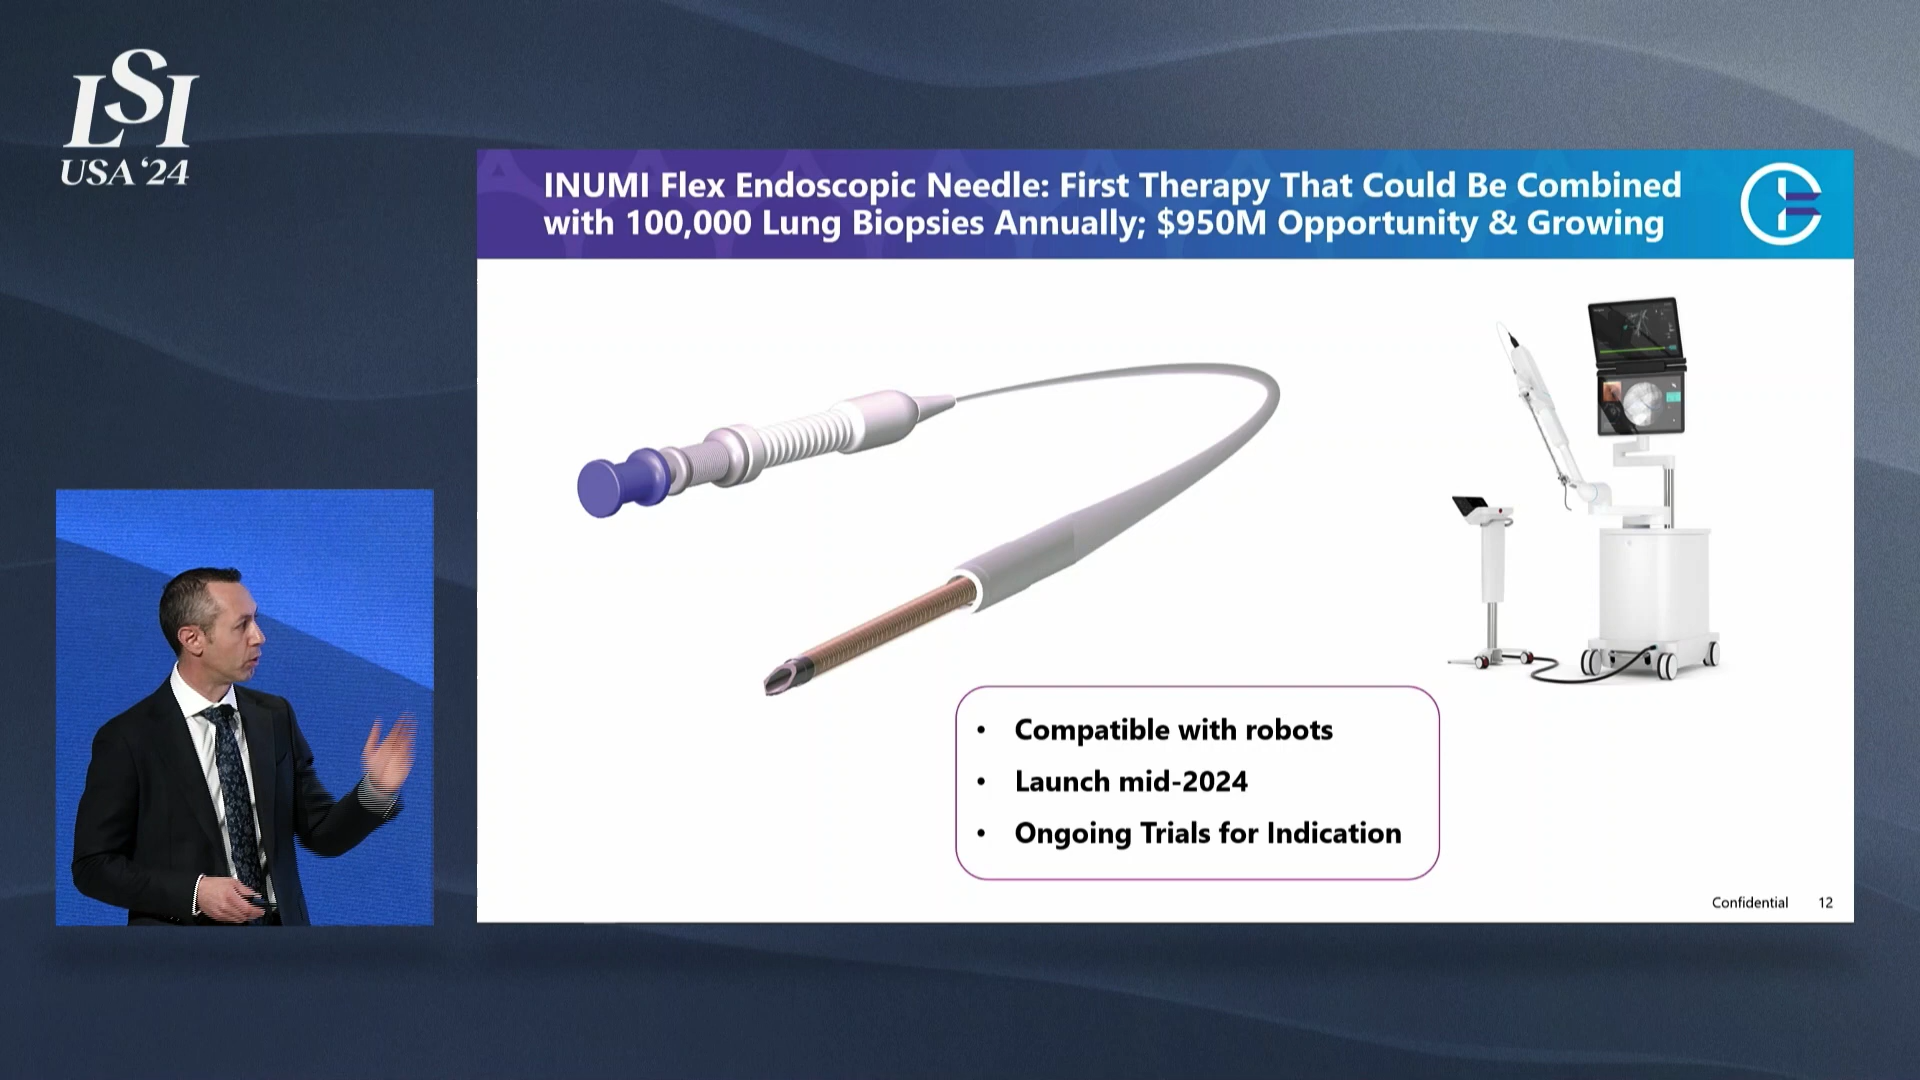 LSI
USA '24
INUMI Flex Endoscopic Needle: First Therapy That Could Be Combined
with 100,000 Lung Biopsies Annually; $950M Opportunity & Growing
• Compatible with robots
• Launch mid-2024
• Ongoing Trials for Indication
Confidential 12